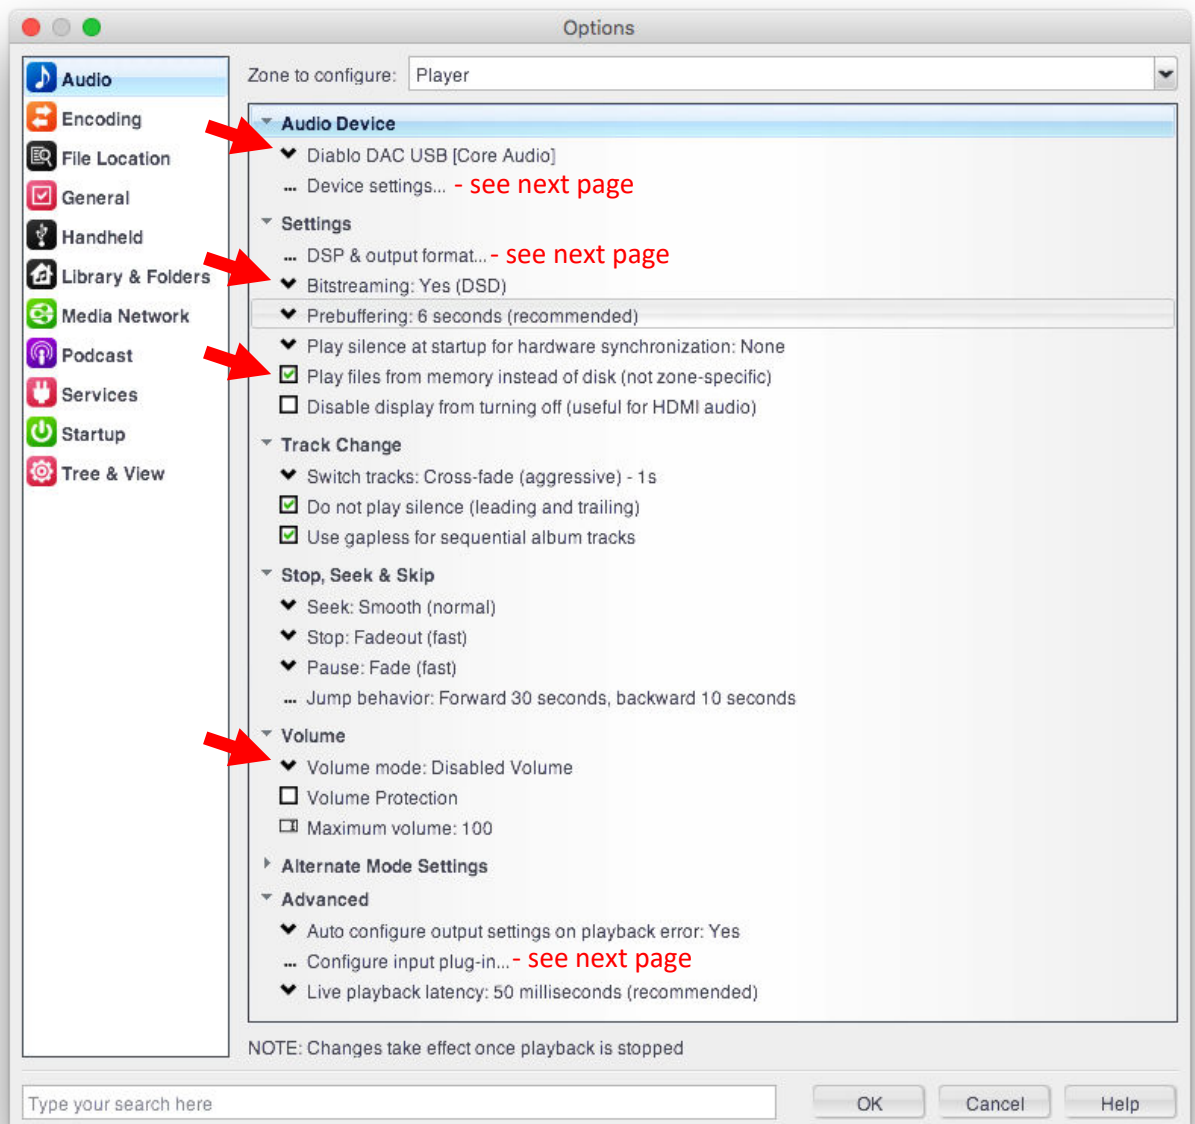 Options
Audio
Encoding
File Location
General
Handheld
Library & Folders
Media Network
Podcast
Services
Startup
Tree & View
Zone to configure: Player
Audio Device
Diablo DAC USB [Core Audio]
... Device settings... - see next page
Settings
... DSP & output format... - see next page
Bitstreaming: Yes (DSD)
Prebuffering: 6 seconds (recommended)
Play silence at startup for hardware synchronization: None
Play files from memory instead of disk (not zone-specific)
Disable display from turning off (useful for HDMI audio)
Track Change
Switch tracks: Cross-fade (aggressive) - 1s
Do not play silence (leading and trailing)
Use gapless for sequential album tracks
Stop, Seek & Skip
Seek: Smooth (normal)
Stop: Fadeout (fast)
Pause: Fade (fast)
... Jump behavior: Forward 30 seconds, backward 10 seconds
Volume
Volume mode: Disabled Volume
Volume Protection
Maximum volume: 100
Alternate Mode Settings
Advanced
Auto configure output settings on playback error: Yes
... Configure input plug-in... - see next page
Live playback latency: 50 milliseconds (recommended)
NOTE: Changes take effect once playback is stopped
Type your search here
OK
Cancel
Help